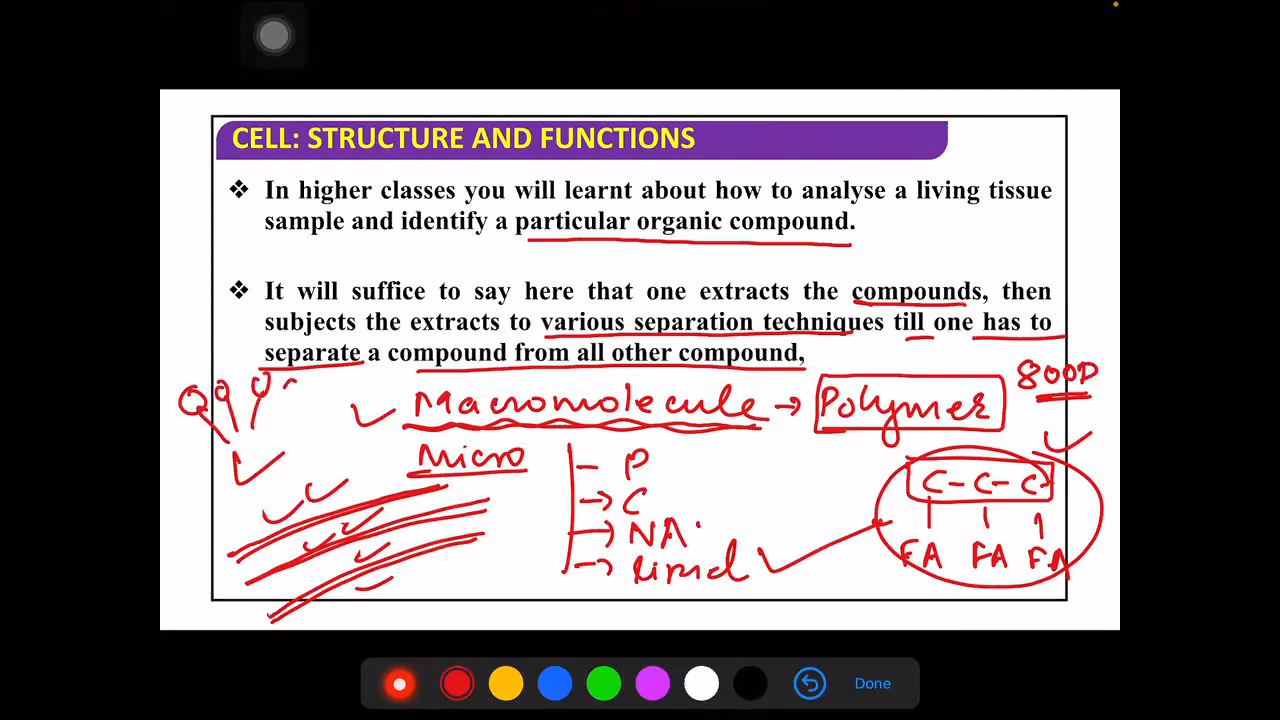 CELL: STRUCTURE AND FUNCTIONS
❖ In higher classes you will learnt about how to analyse a living tissue
sample and identify a particular organic compound.
❖ It will suffice to say here that one extracts the compounds, then
subjects the extracts to various separation techniques till one has to
separate a compound from all other compound,
800D
Macromolecule → Polymer
Micro
- P
→ C
→ NA
→ Lipid
C - C - C
FA FA FA
Done